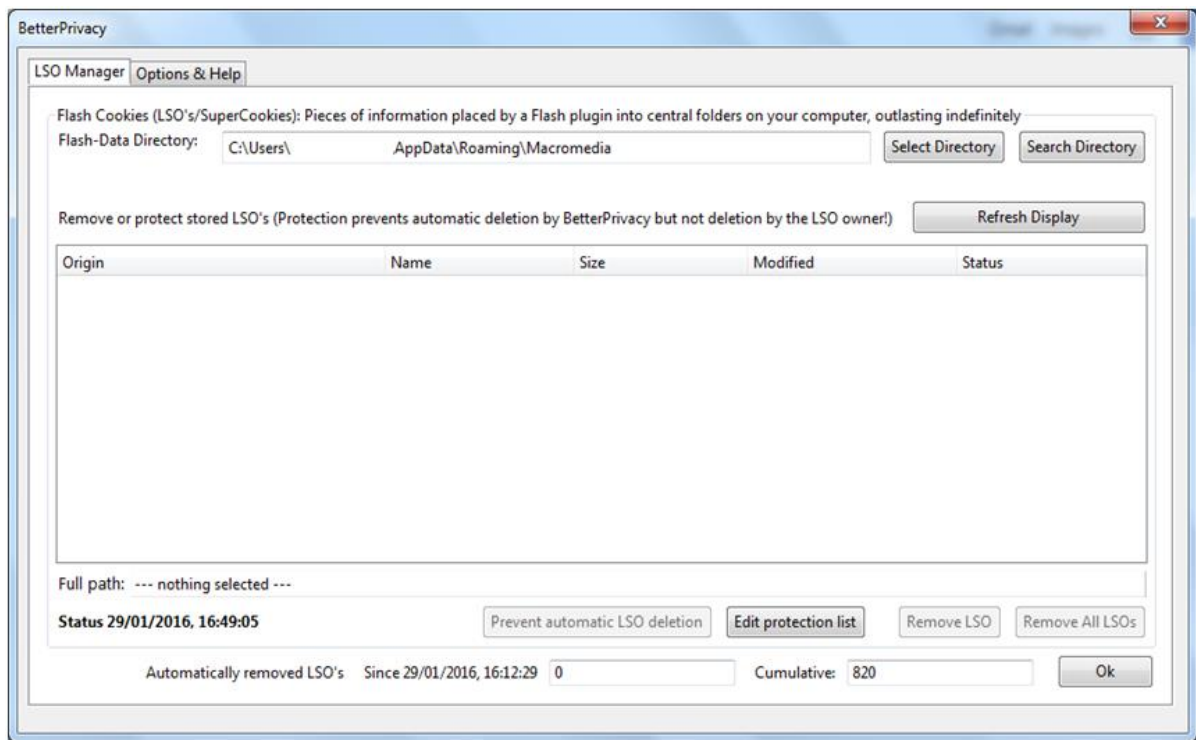 BetterPrivacy
LSO Manager Options & Help
Flash Cookies (LSO's/SuperCookies): Pieces of information placed by a Flash plugin into central folders on your computer, outlasting indefinitely
Flash-Data Directory: C:\Users\ AppData\Roaming\Macromedia Select Directory Search Directory
Remove or protect stored LSO's (Protection prevents automatic deletion by BetterPrivacy but not deletion by the LSO owner!) Refresh Display
Origin Name Size Modified Status
Full path: --- nothing selected ---
Status 29/01/2016, 16:49:05 Prevent automatic LSO deletion Edit protection list Remove LSO Remove All LSOs
Automatically removed LSO's Since 29/01/2016, 16:12:29 0 Cumulative: 820 Ok